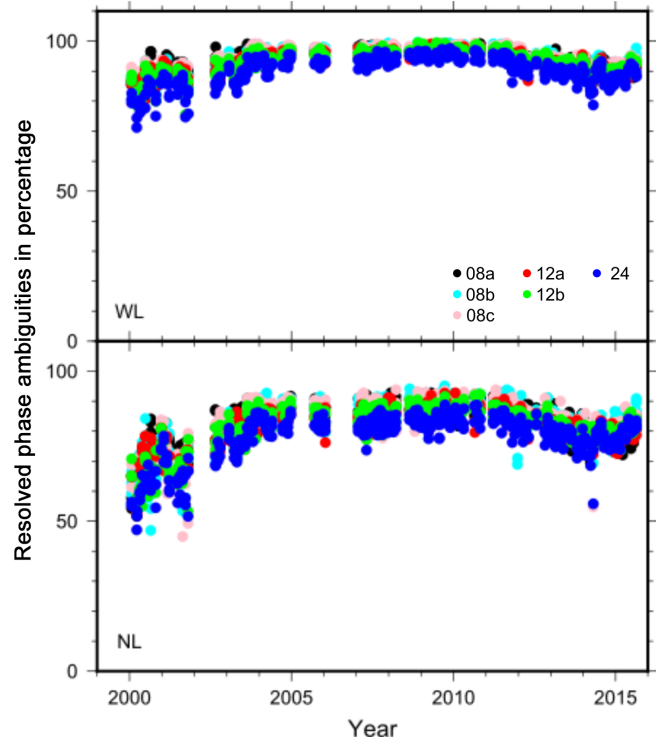 100
50
0
Resolved phase ambiguities in percentage
08a 12a 24
08b 12b
08c
WL
100
50
0
NL
2000 2005 2010 2015
Year